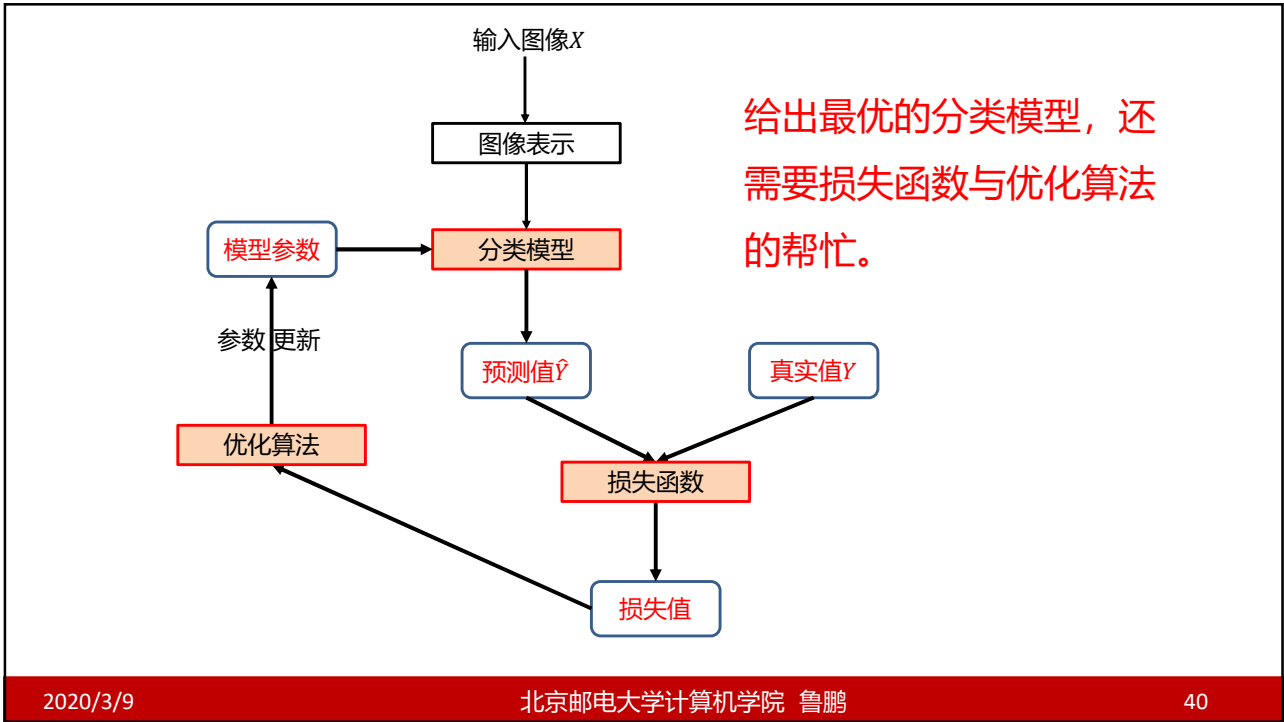 输入图像X
给出最优的分类模型，还
需要损失函数与优化算法
的帮忙。
图像表示
模型参数
分类模型
参数 更新
预测值Ŷ
真实值Y
优化算法
损失函数
损失值
2020/3/9
北京邮电大学计算机学院 鲁鹏
40